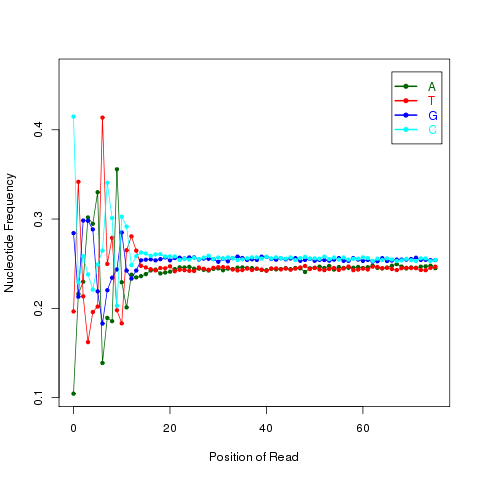 A
T
G
C
Nucleotide Frequency
0.4
0.3
0.2
0.1
0
20
40
60
Position of Read